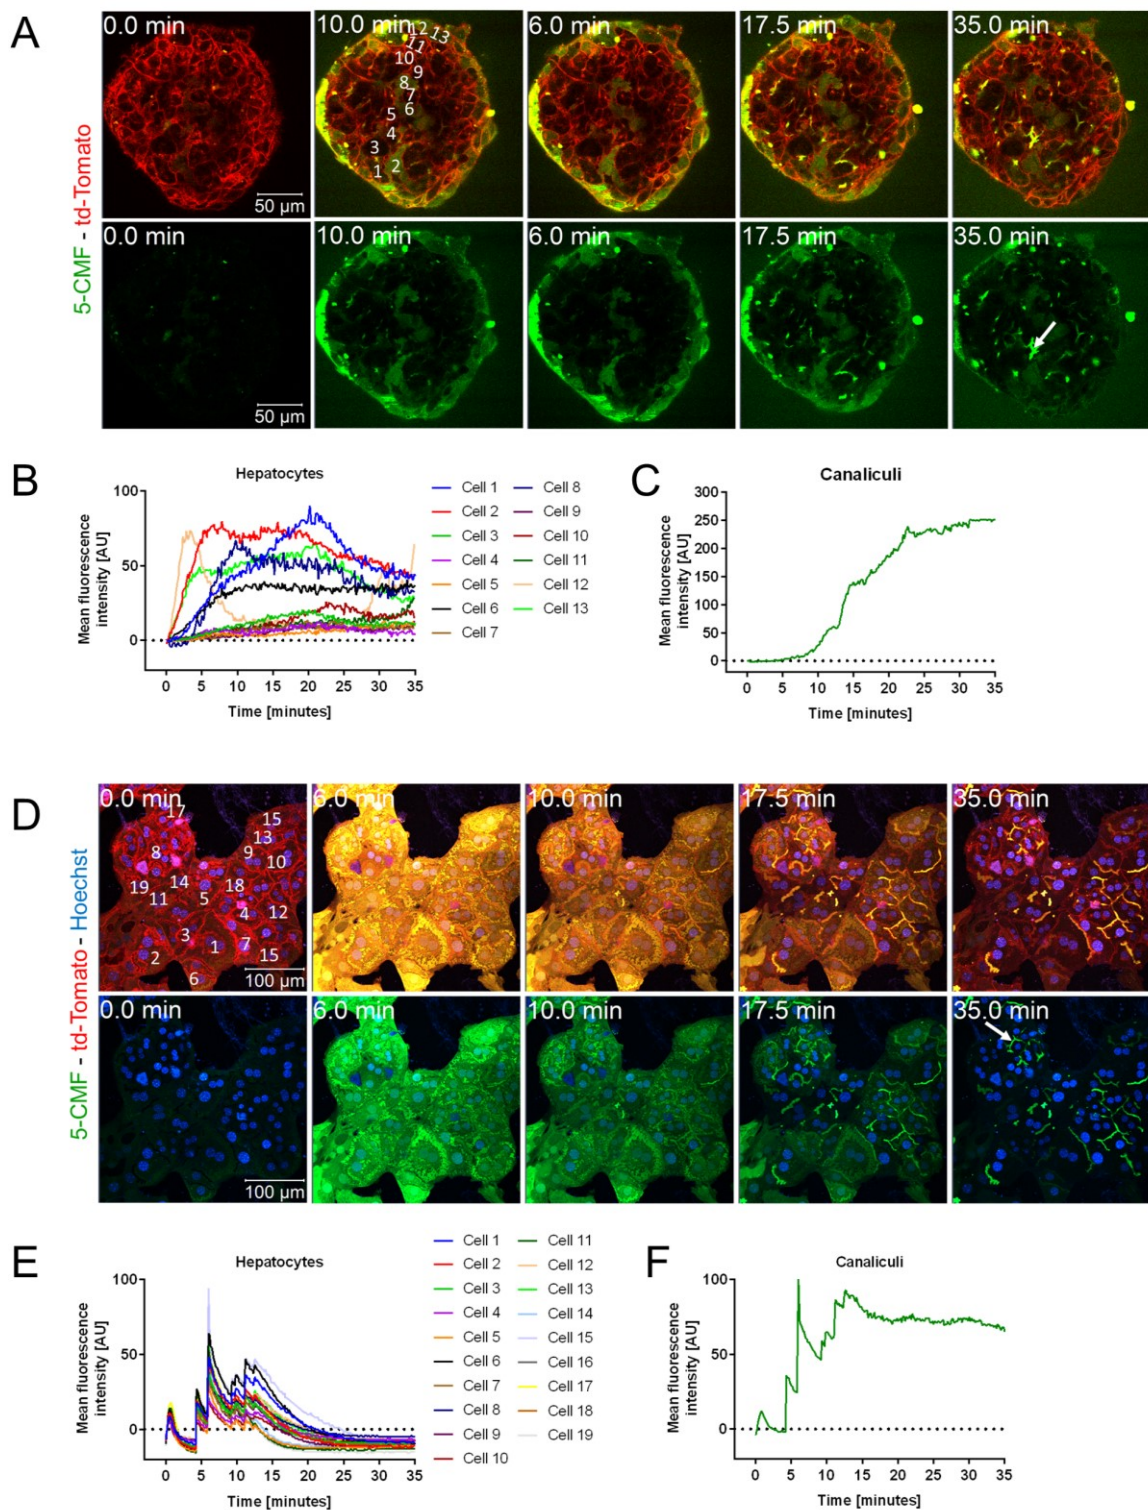 A
5-CMF - td-Tomato
0.0 min
10.0 min
6.0 min
17.5 min
35.0 min
12
13
11
10
9
8
7
6
5
4
3
2
1
50 µm
0.0 min
10.0 min
6.0 min
17.5 min
35.0 min
50 µm
B
Hepatocytes
Mean fluorescence
intensity [AU]
100
50
0
0 5 10 15 20 25 30 35
Time [minutes]
Cell 1
Cell 2
Cell 3
Cell 4
Cell 5
Cell 6
Cell 7
Cell 8
Cell 9
Cell 10
Cell 11
Cell 12
Cell 13
C
Canaliculi
Mean fluorescence
intensity [AU]
300
250
200
150
100
50
0
0 5 10 15 20 25 30 35
Time [minutes]
D
5-CMF - td-Tomato - Hoechst
0.0 min
6.0 min
10.0 min
17.5 min
35.0 min
17
15
13
8
9
10
19
14
18
11
5
4
12
3
1
7
2
15
6
100 µm
0.0 min
6.0 min
10.0 min
17.5 min
35.0 min
100 µm
E
Hepatocytes
Mean fluorescence
intensity [AU]
100
50
0
0 5 10 15 20 25 30 35
Time [minutes]
Cell 1
Cell 2
Cell 3
Cell 4
Cell 5
Cell 6
Cell 7
Cell 8
Cell 9
Cell 10
Cell 11
Cell 12
Cell 13
Cell 14
Cell 15
Cell 16
Cell 17
Cell 18
Cell 19
F
Canaliculi
Mean fluorescence
intensity [AU]
100
50
0
0 5 10 15 20 25 30 35
Time [minutes]